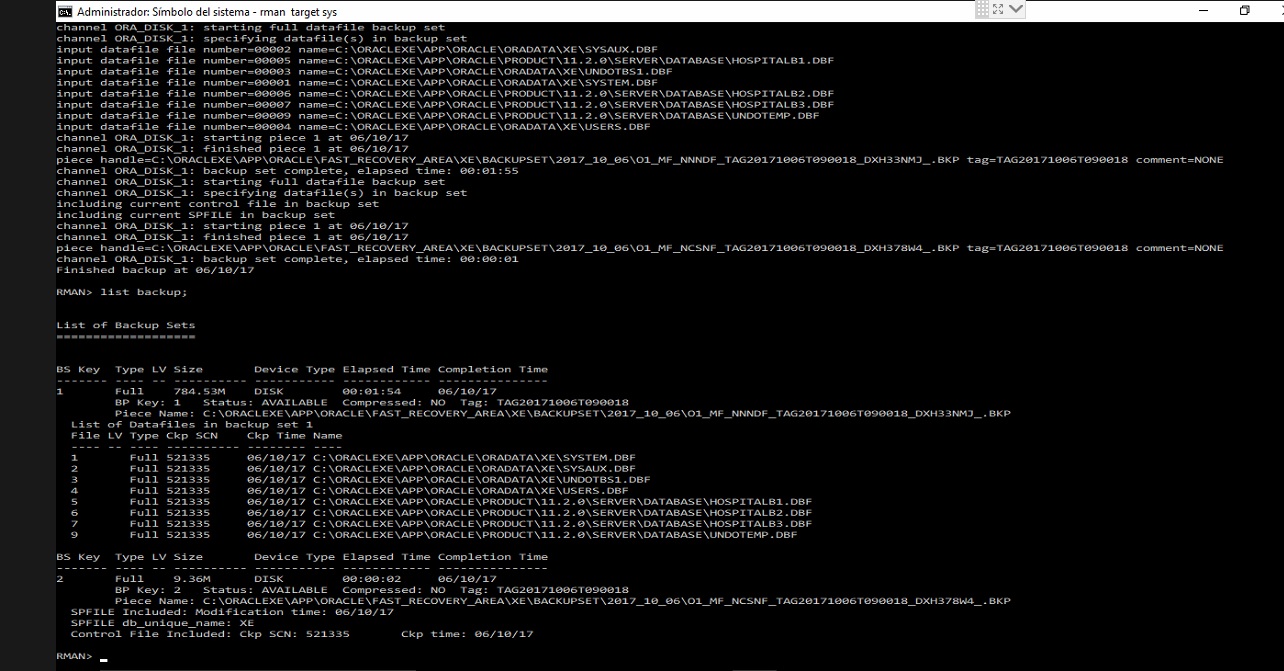 Administrador: Símbolo del sistema - rman  target sys
channel ORA_DISK_1: starting full datafile backup set
channel ORA_DISK_1: specifying datafile(s) in backup set
input datafile file number=00002 name=C:\ORACLEXE\APP\ORACLE\ORADATA\XE\SYSAUX.DBF
input datafile file number=00005 name=C:\ORACLEXE\APP\ORACLE\PRODUCT\11.2.0\SERVER\DATABASE\HOSPITALB1.DBF
input datafile file number=00003 name=C:\ORACLEXE\APP\ORACLE\ORADATA\XE\UNDOTBS1.DBF
input datafile file number=00001 name=C:\ORACLEXE\APP\ORACLE\ORADATA\XE\SYSTEM.DBF
input datafile file number=00006 name=C:\ORACLEXE\APP\ORACLE\PRODUCT\11.2.0\SERVER\DATABASE\HOSPITALB2.DBF
input datafile file number=00007 name=C:\ORACLEXE\APP\ORACLE\PRODUCT\11.2.0\SERVER\DATABASE\HOSPITALB3.DBF
input datafile file number=00009 name=C:\ORACLEXE\APP\ORACLE\PRODUCT\11.2.0\SERVER\DATABASE\UNDOTEMP.DBF
input datafile file number=00004 name=C:\ORACLEXE\APP\ORACLE\ORADATA\XE\USERS.DBF
channel ORA_DISK_1: starting piece 1 at 06/10/17
channel ORA_DISK_1: finished piece 1 at 06/10/17
piece handle=C:\ORACLEXE\APP\ORACLE\FAST_RECOVERY_AREA\XE\BACKUPSET\2017_10_06\O1_MF_NNNDF_TAG20171006T090018_DXH33NMJ_.BKP tag=TAG20171006T090018 comment=NONE
channel ORA_DISK_1: backup set complete, elapsed time: 00:01:55
channel ORA_DISK_1: starting full datafile backup set
channel ORA_DISK_1: specifying datafile(s) in backup set
including current control file in backup set
including current SPFILE in backup set
channel ORA_DISK_1: starting piece 1 at 06/10/17
channel ORA_DISK_1: finished piece 1 at 06/10/17
piece handle=C:\ORACLEXE\APP\ORACLE\FAST_RECOVERY_AREA\XE\BACKUPSET\2017_10_06\O1_MF_NCSNF_TAG20171006T090018_DXH378W4_.BKP tag=TAG20171006T090018 comment=NONE
channel ORA_DISK_1: backup set complete, elapsed time: 00:00:01
Finished backup at 06/10/17
RMAN> list backup;
List of Backup Sets
===================
BS Key  Type LV Size       Device Type Elapsed Time Completion Time
------- ---- -- ---------- ----------- ------------ ---------------
1       Full    784.53M    DISK        00:01:54     06/10/17
        BP Key: 1   Status: AVAILABLE  Compressed: NO  Tag: TAG20171006T090018
        Piece Name: C:\ORACLEXE\APP\ORACLE\FAST_RECOVERY_AREA\XE\BACKUPSET\2017_10_06\O1_MF_NNNDF_TAG20171006T090018_DXH33NMJ_.BKP
  List of Datafiles in backup set 1
  File LV Type Ckp SCN    Ckp Time Name
  ---- -- ---- ---------- -------- ----
  1       Full 521335     06/10/17 C:\ORACLEXE\APP\ORACLE\ORADATA\XE\SYSTEM.DBF
  2       Full 521335     06/10/17 C:\ORACLEXE\APP\ORACLE\ORADATA\XE\SYSAUX.DBF
  3       Full 521335     06/10/17 C:\ORACLEXE\APP\ORACLE\ORADATA\XE\UNDOTBS1.DBF
  4       Full 521335     06/10/17 C:\ORACLEXE\APP\ORACLE\ORADATA\XE\USERS.DBF
  5       Full 521335     06/10/17 C:\ORACLEXE\APP\ORACLE\PRODUCT\11.2.0\SERVER\DATABASE\HOSPITALB1.DBF
  6       Full 521335     06/10/17 C:\ORACLEXE\APP\ORACLE\PRODUCT\11.2.0\SERVER\DATABASE\HOSPITALB2.DBF
  7       Full 521335     06/10/17 C:\ORACLEXE\APP\ORACLE\PRODUCT\11.2.0\SERVER\DATABASE\HOSPITALB3.DBF
  9       Full 521335     06/10/17 C:\ORACLEXE\APP\ORACLE\PRODUCT\11.2.0\SERVER\DATABASE\UNDOTEMP.DBF
BS Key  Type LV Size       Device Type Elapsed Time Completion Time
------- ---- -- ---------- ----------- ------------ ---------------
2       Full    9.36M      DISK        00:00:02     06/10/17
        BP Key: 2   Status: AVAILABLE  Compressed: NO  Tag: TAG20171006T090018
        Piece Name: C:\ORACLEXE\APP\ORACLE\FAST_RECOVERY_AREA\XE\BACKUPSET\2017_10_06\O1_MF_NCSNF_TAG20171006T090018_DXH378W4_.BKP
  SPFILE Included: Modification time: 06/10/17
  SPFILE db_unique_name: XE
  Control File Included: Ckp SCN: 521335       Ckp time: 06/10/17
RMAN> _